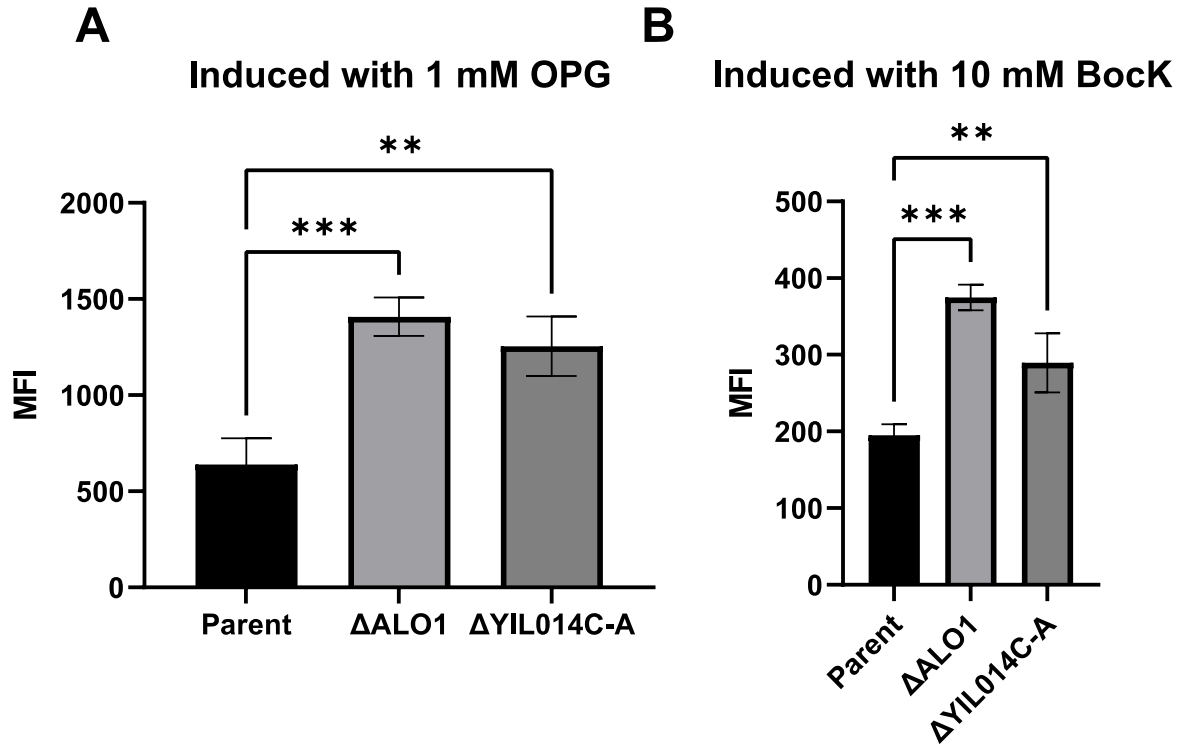 A
Induced with 1 mM OPG
**
***
2000
1500
1000
500
0
MFI
Parent
ΔALO1
ΔYIL014C-A
B
Induced with 10 mM BocK
**
***
500
400
300
200
100
0
MFI
Parent
ΔALO1
ΔYIL014C-A